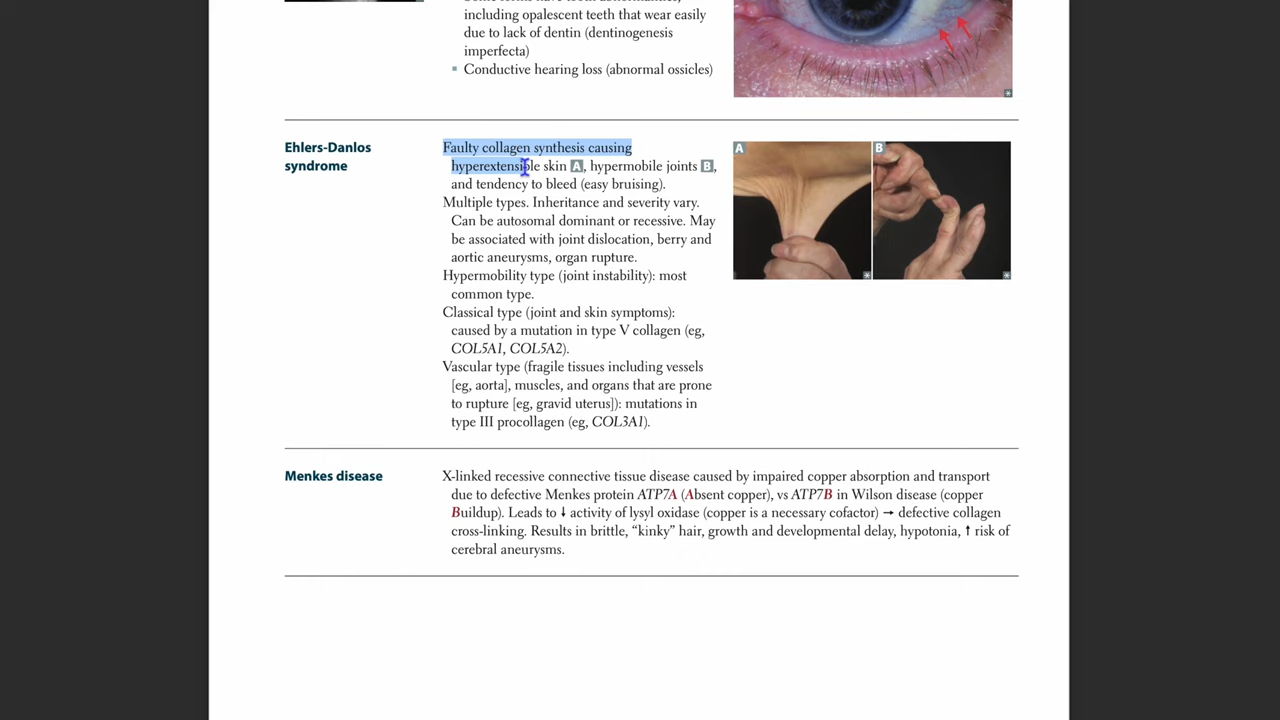 including opalescent teeth that wear easily
due to lack of dentin (dentinogenesis
imperfecta)
▪ Conductive hearing loss (abnormal ossicles)
Ehlers-Danlos
syndrome
Faulty collagen synthesis causing
hyperextensible skin A, hypermobile joints B,
and tendency to bleed (easy bruising).
Multiple types. Inheritance and severity vary.
Can be autosomal dominant or recessive. May
be associated with joint dislocation, berry and
aortic aneurysms, organ rupture.
Hypermobility type (joint instability): most
common type.
Classical type (joint and skin symptoms):
caused by a mutation in type V collagen (eg,
COL5A1, COL5A2).
Vascular type (fragile tissues including vessels
[eg, aorta], muscles, and organs that are prone
to rupture [eg, gravid uterus]): mutations in
type III procollagen (eg, COL3A1).
A
B
Menkes disease
X-linked recessive connective tissue disease caused by impaired copper absorption and transport
due to defective Menkes protein ATP7A (Absent copper), vs ATP7B in Wilson disease (copper
Buildup). Leads to ↓ activity of lysyl oxidase (copper is a necessary cofactor) → defective collagen
cross-linking. Results in brittle, “kinky” hair, growth and developmental delay, hypotonia, ↑ risk of
cerebral aneurysms.